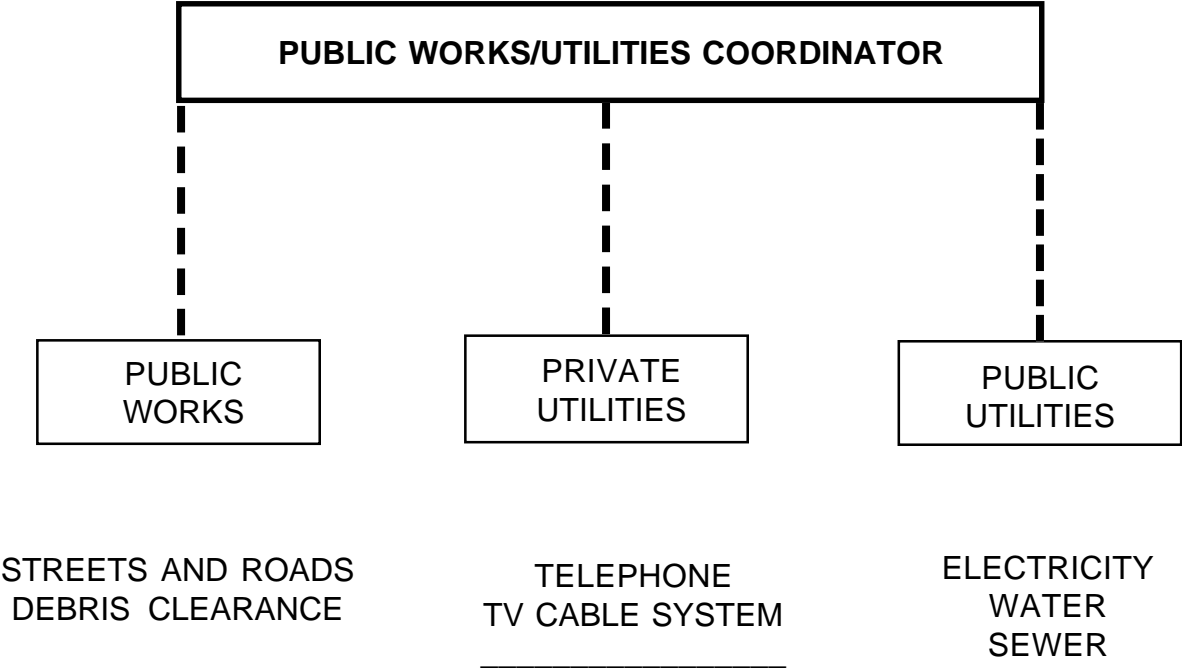 PUBLIC WORKS/UTILITIES COORDINATOR
PUBLIC
WORKS
PRIVATE
UTILITIES
PUBLIC
UTILITIES
STREETS AND ROADS
DEBRIS CLEARANCE
TELEPHONE
TV CABLE SYSTEM
_________________
ELECTRICITY
WATER
SEWER